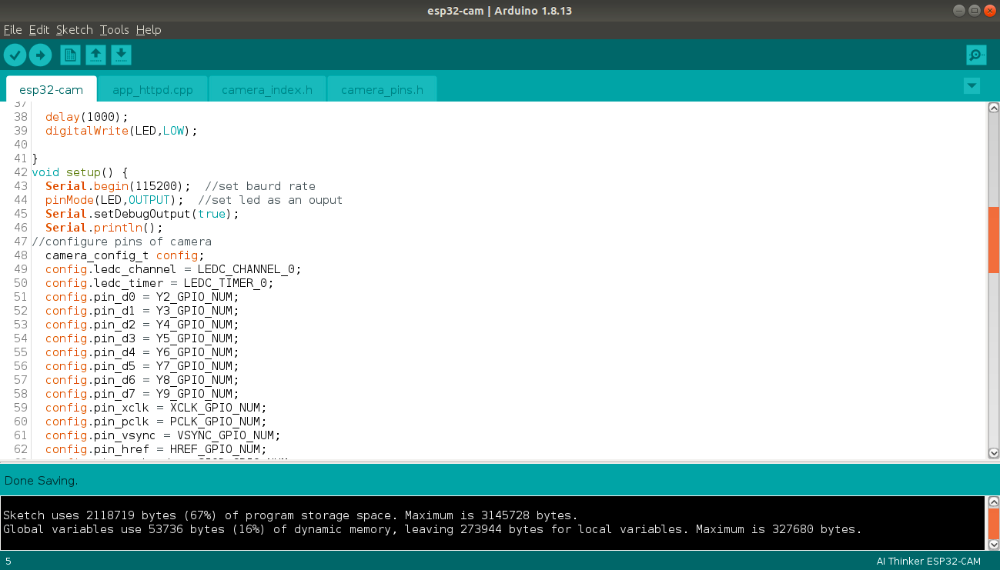 esp32-cam | Arduino 1.8.13
File Edit Sketch Tools Help
esp32-cam app_httpd.cpp camera_index.h camera_pins.h
37
38 delay(1000);
39 digitalWrite(LED,LOW);
40
41 }
42 void setup() {
43 Serial.begin(115200); //set baurd rate
44 pinMode(LED,OUTPUT); //set led as an ouput
45 Serial.setDebugOutput(true);
46 Serial.println();
47 //configure pins of camera
48 camera_config_t config;
49 config.ledc_channel = LEDC_CHANNEL_0;
50 config.ledc_timer = LEDC_TIMER_0;
51 config.pin_d0 = Y2_GPIO_NUM;
52 config.pin_d1 = Y3_GPIO_NUM;
53 config.pin_d2 = Y4_GPIO_NUM;
54 config.pin_d3 = Y5_GPIO_NUM;
55 config.pin_d4 = Y6_GPIO_NUM;
56 config.pin_d5 = Y7_GPIO_NUM;
57 config.pin_d6 = Y8_GPIO_NUM;
58 config.pin_d7 = Y9_GPIO_NUM;
59 config.pin_xclk = XCLK_GPIO_NUM;
60 config.pin_pclk = PCLK_GPIO_NUM;
61 config.pin_vsync = VSYNC_GPIO_NUM;
62 config.pin_href = HREF_GPIO_NUM;
Done Saving.
Sketch uses 2118719 bytes (67%) of program storage space. Maximum is 3145728 bytes.
Global variables use 53736 bytes (16%) of dynamic memory, leaving 273944 bytes for local variables. Maximum is 327680 bytes.
5 AI Thinker ESP32-CAM